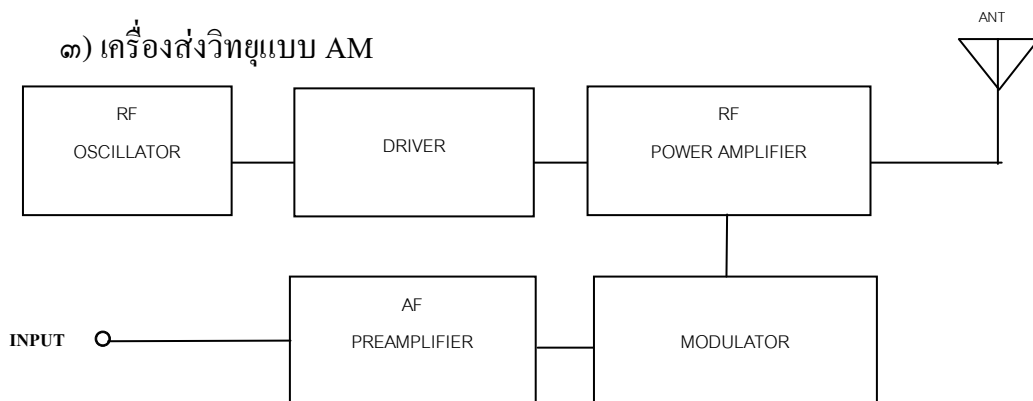 ANT
๓) เครื่องส่งวิทยุแบบ AM
RF
OSCILLATOR
DRIVER
RF
POWER AMPLIFIER
INPUT
AF
PREAMPLIFIER
MODULATOR